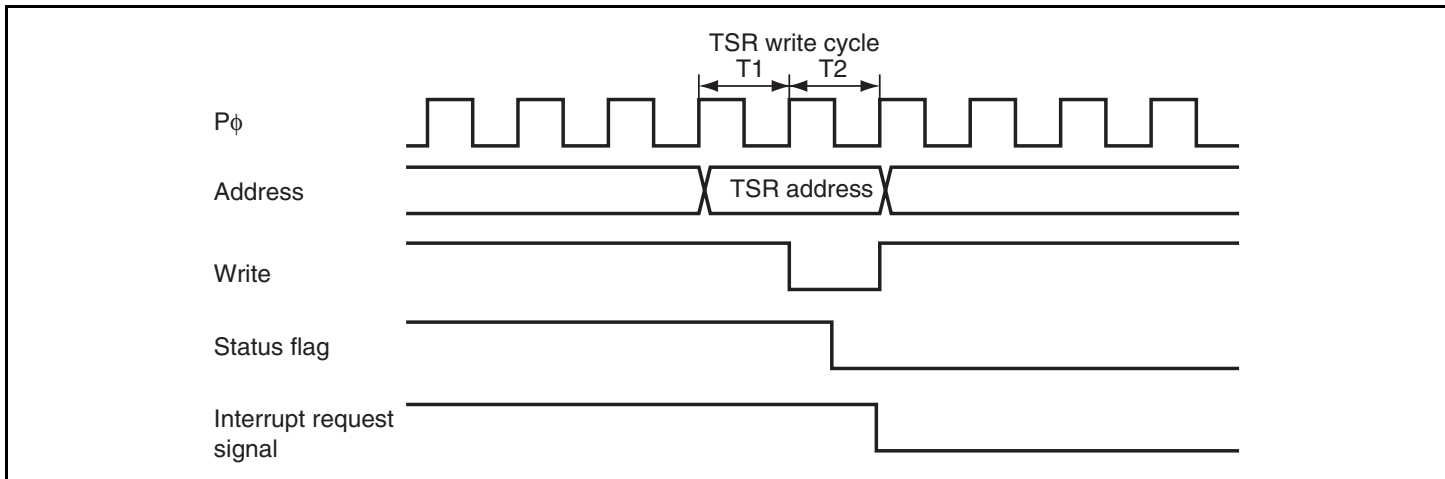 TSR write cycle
T1 T2
Pϕ
Address
TSR address
Write
Status flag
Interrupt request
signal